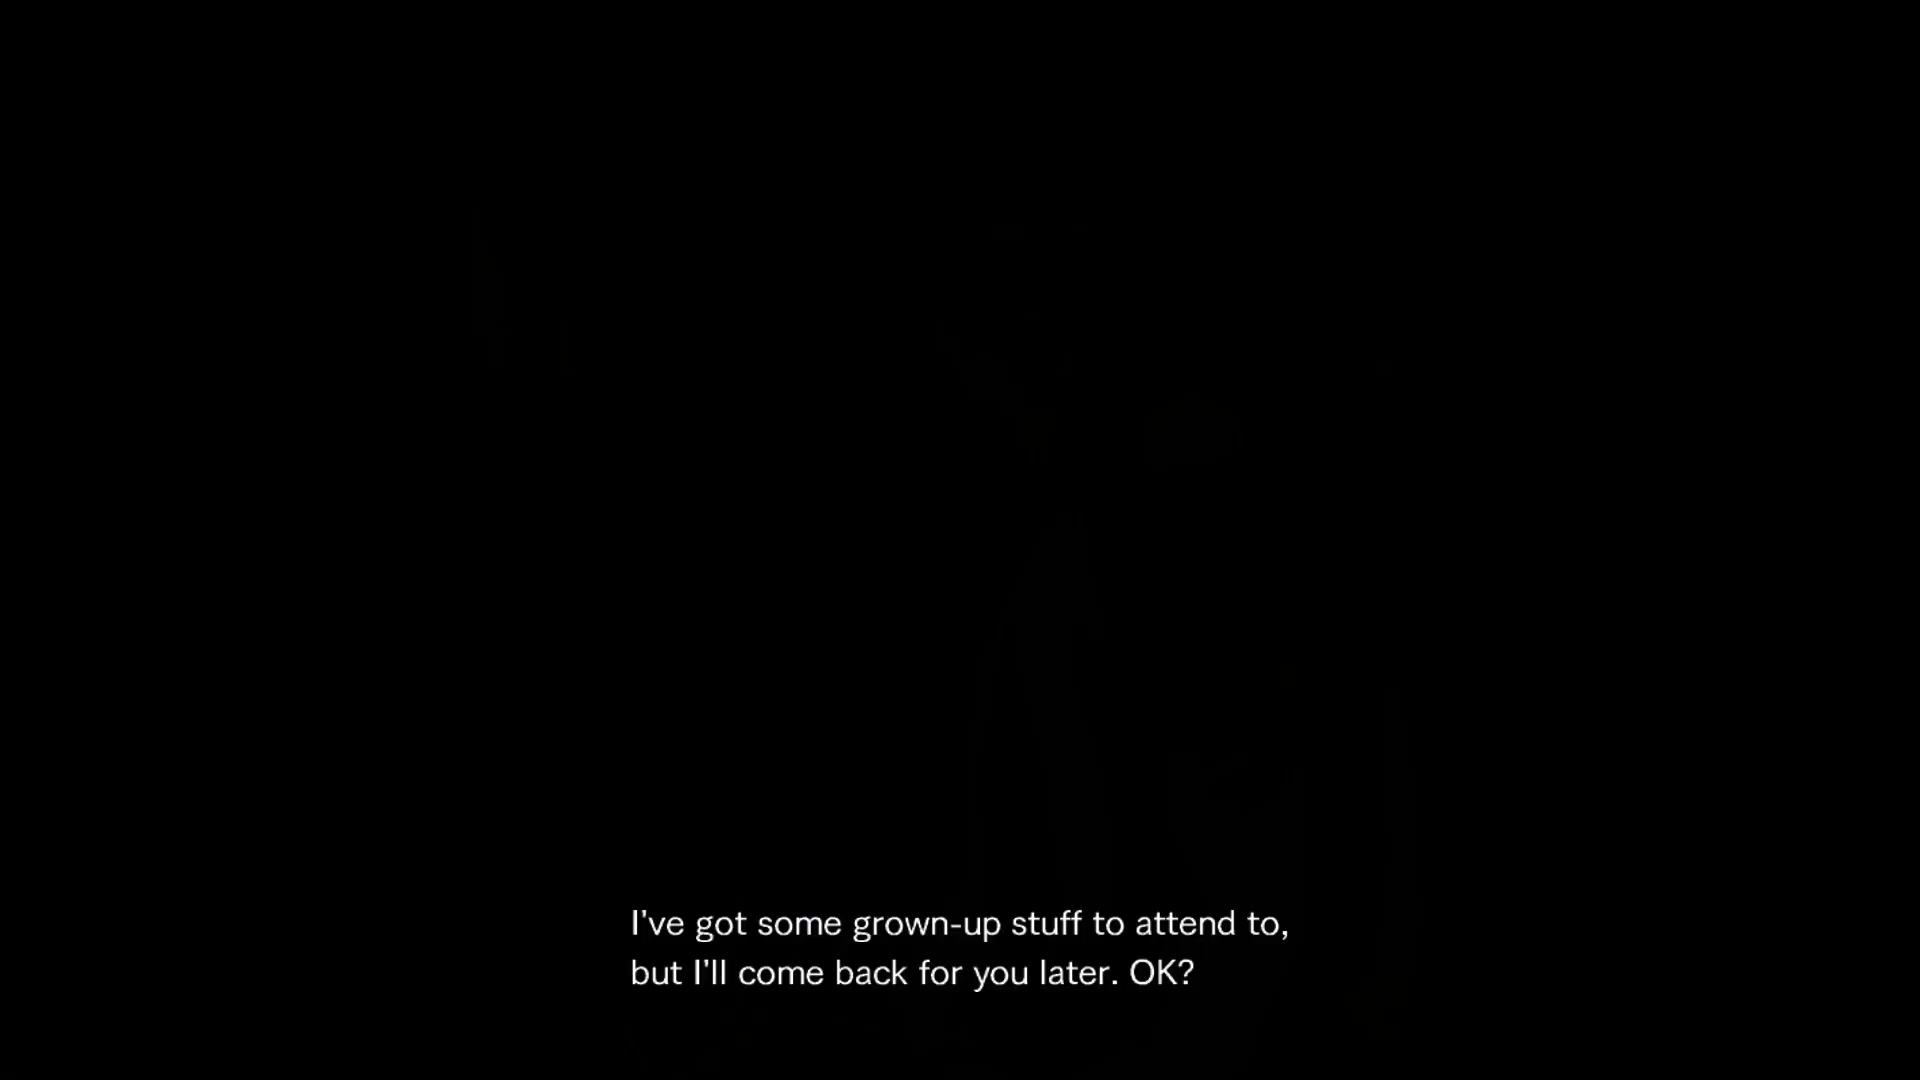 I've got some grown-up stuff to attend to,
but I'll come back for you later. OK?